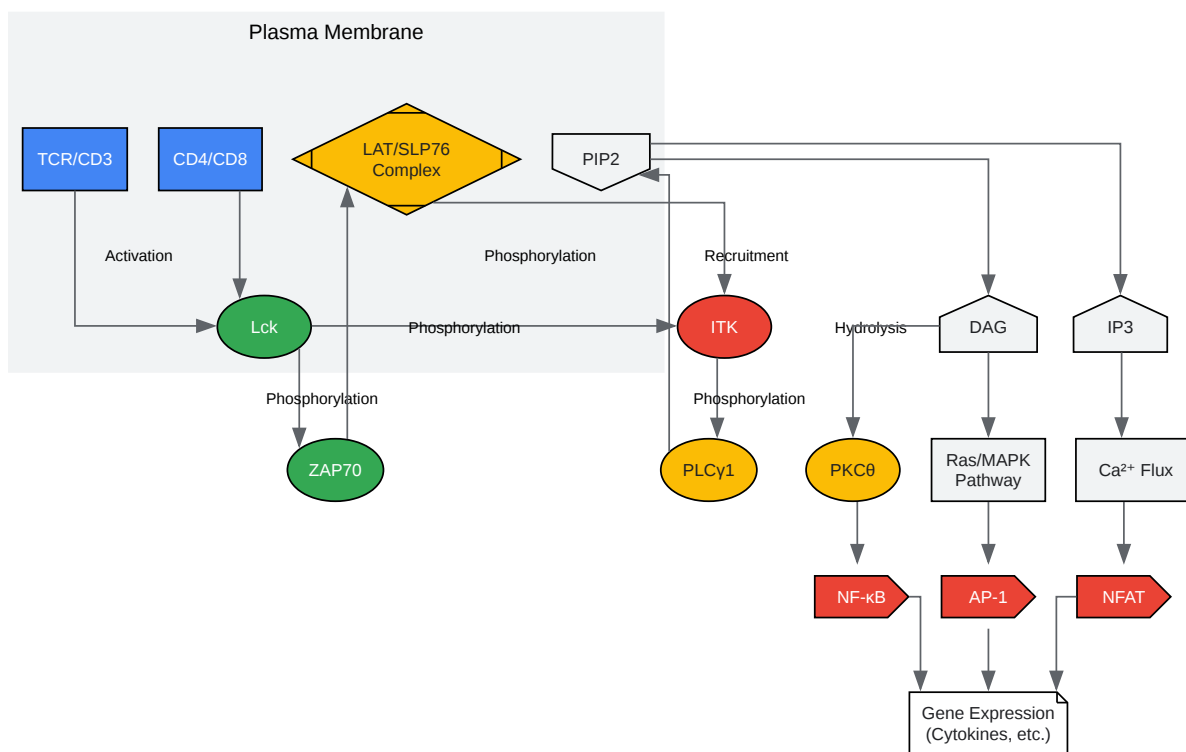 Plasma Membrane
TCR/CD3
CD4/CD8
LAT/SLP76
Complex
PIP2
Activation
Phosphorylation
Recruitment
Lck
Phosphorylation
ITK
Hydrolysis
DAG
IP3
Phosphorylation
Phosphorylation
ZAP70
PLCγ1
PKCθ
Ras/MAPK
Pathway
Ca²⁺ Flux
NF-κB
AP-1
NFAT
Gene Expression
(Cytokines, etc.)